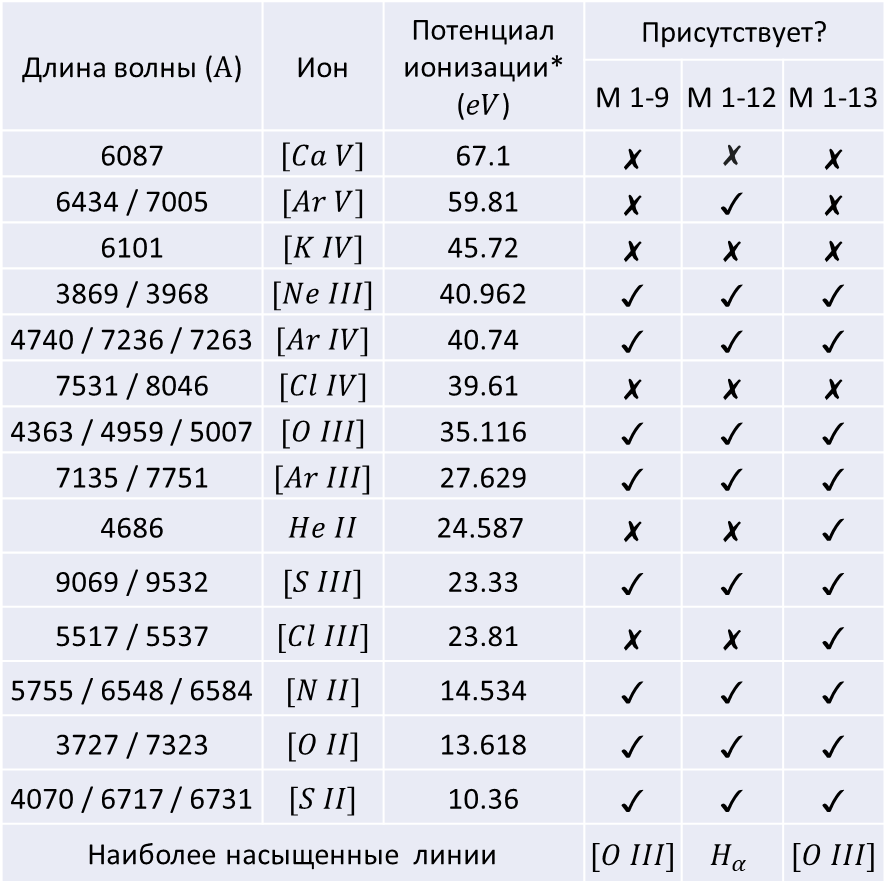 Длина волны (А) Ион Потенциал ионизации* (eV) Присутствует?
М 1-9 М 1-12 М 1-13
6087 [Ca V] 67.1 ✗ ✗ ✗
6434 / 7005 [Ar V] 59.81 ✗ ✓ ✗
6101 [K IV] 45.72 ✗ ✗ ✗
3869 / 3968 [Ne III] 40.962 ✓ ✓ ✓
4740 / 7236 / 7263 [Ar IV] 40.74 ✓ ✓ ✓
7531 / 8046 [Cl IV] 39.61 ✗ ✗ ✗
4363 / 4959 / 5007 [O III] 35.116 ✓ ✓ ✓
7135 / 7751 [Ar III] 27.629 ✓ ✓ ✓
4686 He II 24.587 ✗ ✗ ✓
9069 / 9532 [S III] 23.33 ✓ ✓ ✓
5517 / 5537 [Cl III] 23.81 ✗ ✗ ✓
5755 / 6548 / 6584 [N II] 14.534 ✓ ✓ ✓
3727 / 7323 [O II] 13.618 ✓ ✓ ✓
4070 / 6717 / 6731 [S II] 10.36 ✓ ✓ ✓
Наиболее насыщенные линии [O III] Hα [O III]